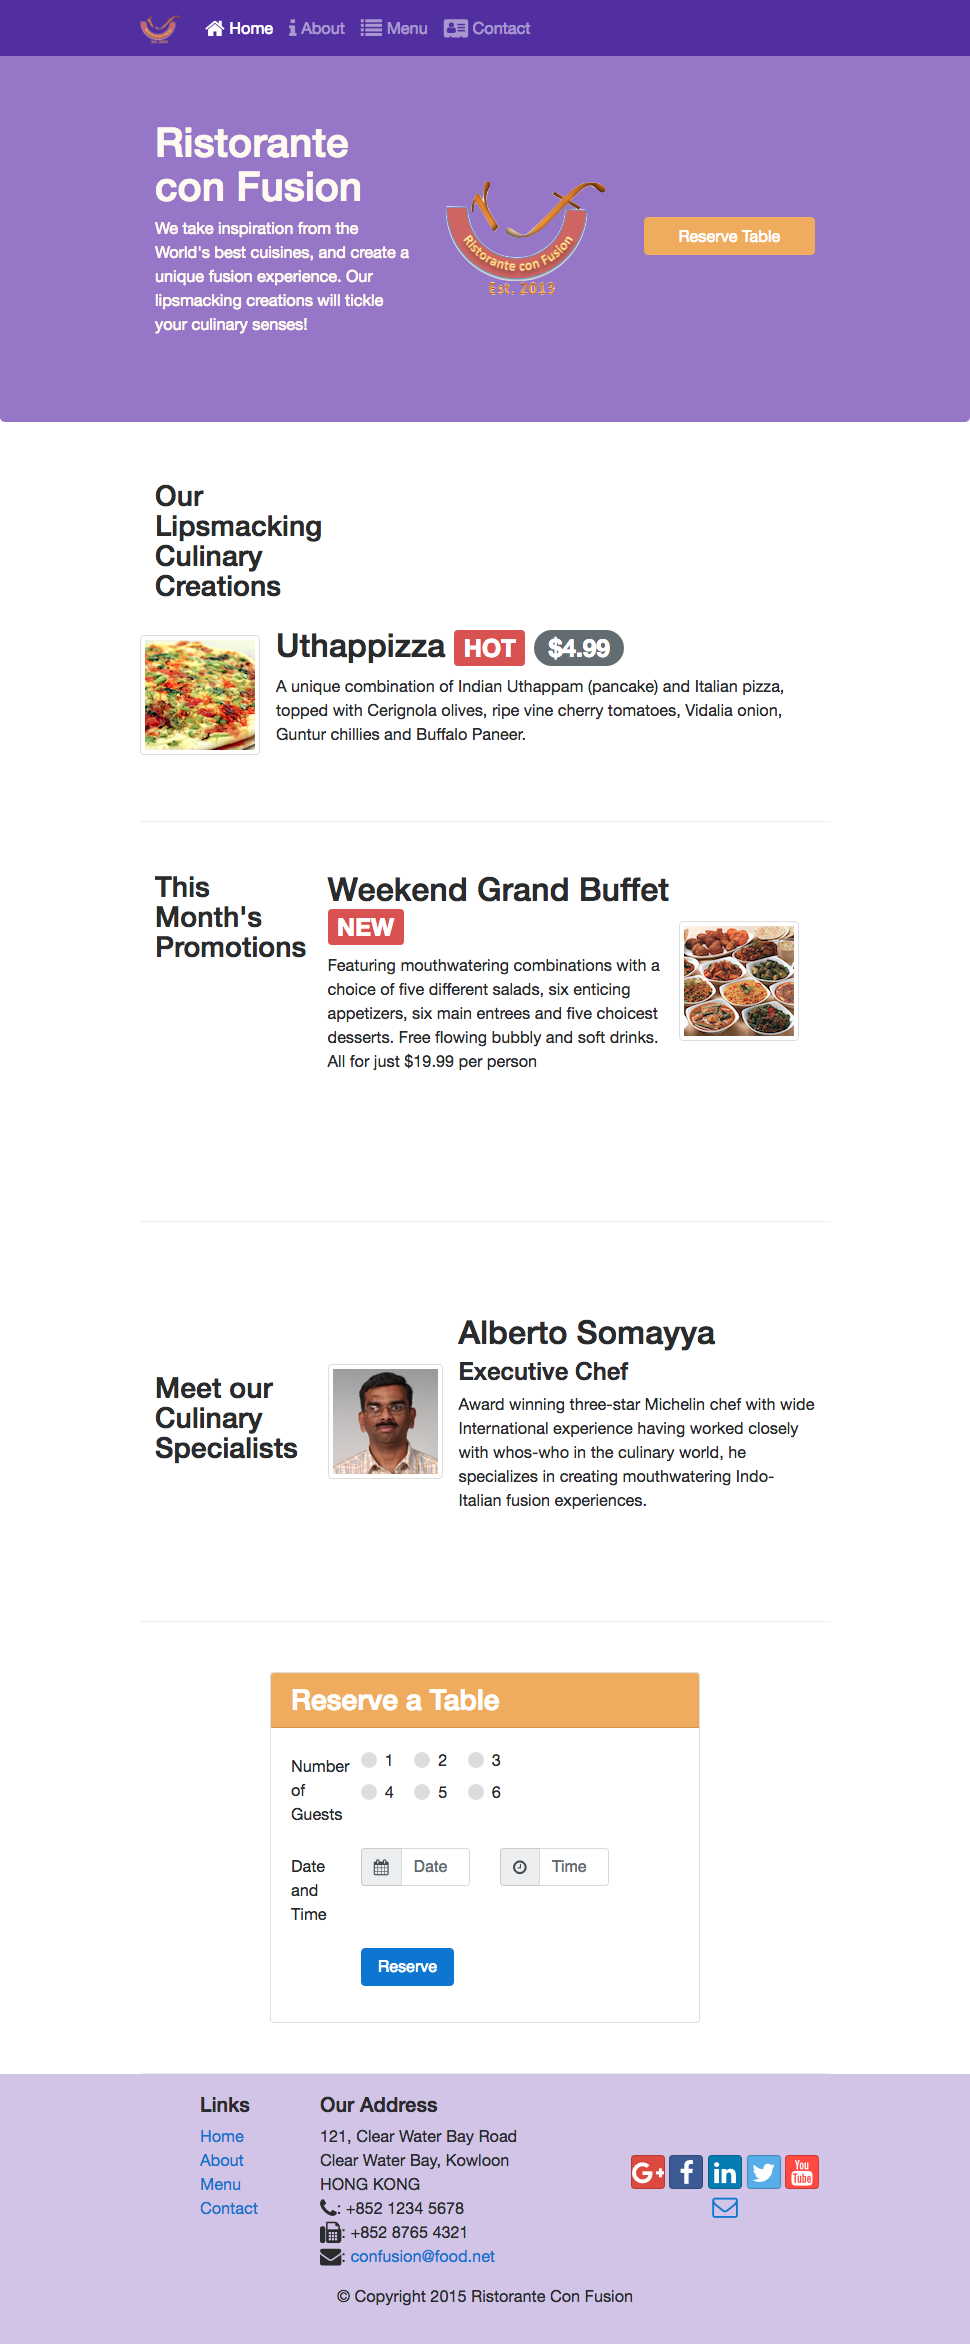 Home About Menu Contact
Ristorante
con Fusion
We take inspiration from the
World's best cuisines, and create a
unique fusion experience. Our
lipsmacking creations will tickle
your culinary senses!
Ristorante con Fusion
Est. 2013
Reserve Table
Our
Lipsmacking
Culinary
Creations
Uthappizza HOT $4.99
A unique combination of Indian Uthappam (pancake) and Italian pizza,
topped with Cerignola olives, ripe vine cherry tomatoes, Vidalia onion,
Guntur chillies and Buffalo Paneer.
This
Month's
Promotions
Weekend Grand Buffet
NEW
Featuring mouthwatering combinations with a
choice of five different salads, six enticing
appetizers, six main entrees and five choicest
desserts. Free flowing bubbly and soft drinks.
All for just $19.99 per person
Meet our
Culinary
Specialists
Alberto Somayya
Executive Chef
Award winning three-star Michelin chef with wide
International experience having worked closely
with whos-who in the culinary world, he
specializes in creating mouthwatering Indo-
Italian fusion experiences.
Reserve a Table
Number
of
Guests
1 2 3
4 5 6
Date
and
Time
Date
Time
Reserve
Links
Home
About
Menu
Contact
Our Address
121, Clear Water Bay Road
Clear Water Bay, Kowloon
HONG KONG
: +852 1234 5678
: +852 8765 4321
: confusion@food.net
G+ f in You Tube
© Copyright 2015 Ristorante Con Fusion